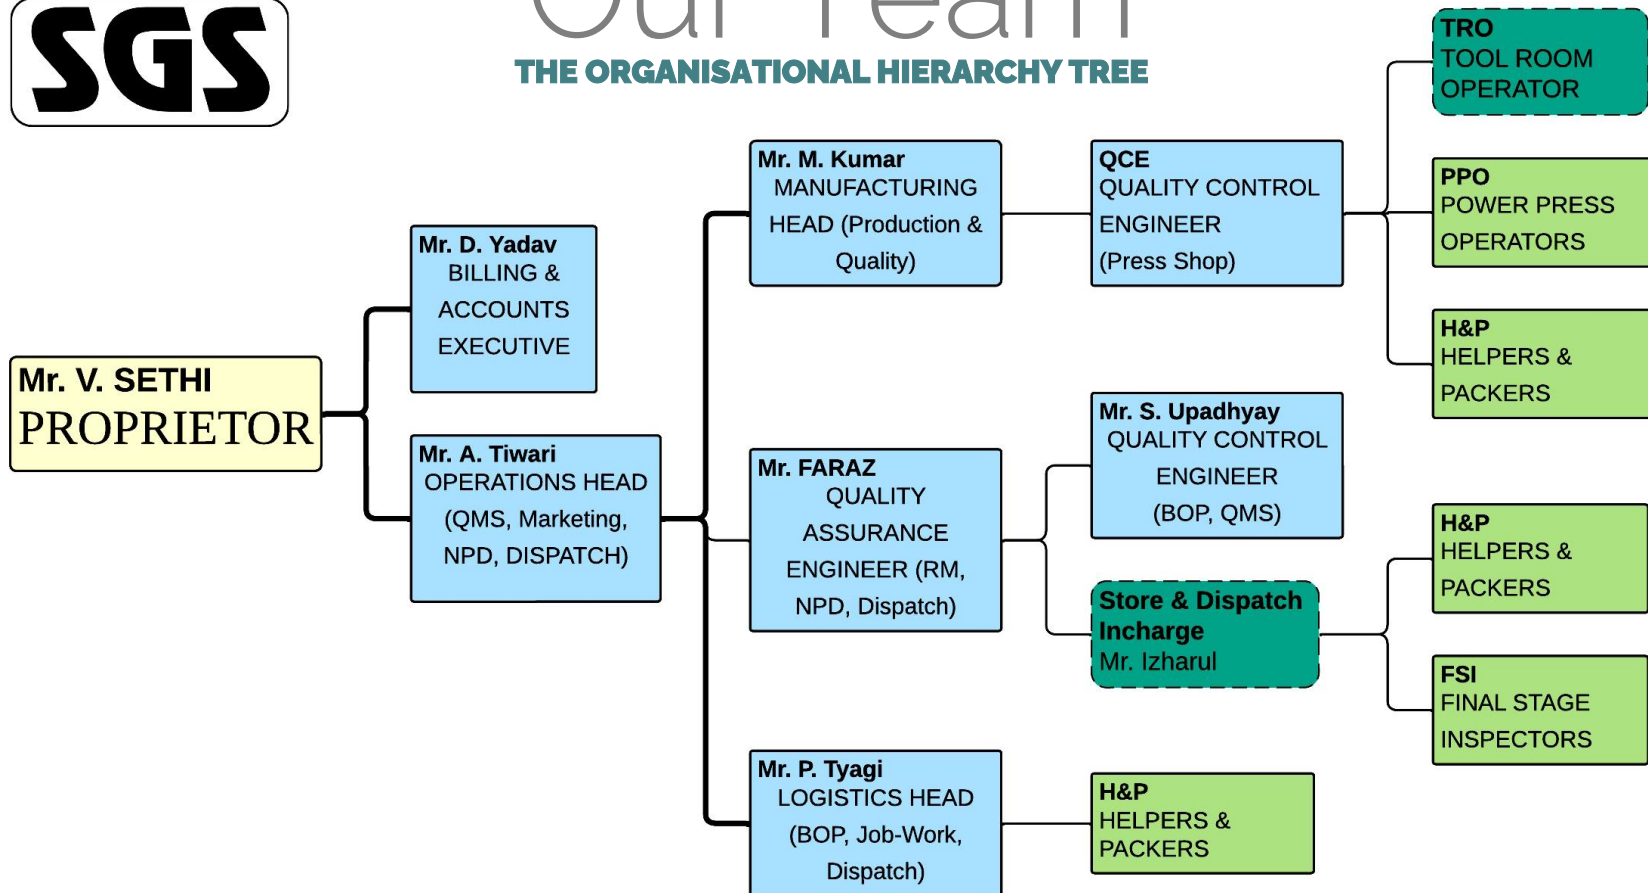 SGS
Our Team
THE ORGANISATIONAL HIERARCHY TREE
Mr. V. SETHI
PROPRIETOR
Mr. D. Yadav
BILLING &
ACCOUNTS
EXECUTIVE
Mr. A. Tiwari
OPERATIONS HEAD
(QMS, Marketing,
NPD, DISPATCH)
Mr. M. Kumar
MANUFACTURING
HEAD (Production &
Quality)
Mr. FARAZ
QUALITY
ASSURANCE
ENGINEER (RM,
NPD, Dispatch)
Mr. P. Tyagi
LOGISTICS HEAD
(BOP, Job-Work,
Dispatch)
QCE
QUALITY CONTROL
ENGINEER
(Press Shop)
Mr. S. Upadhyay
QUALITY CONTROL
ENGINEER
(BOP, QMS)
Store & Dispatch
Incharge
Mr. Izharul
H&P
HELPERS &
PACKERS
TRO
TOOL ROOM
OPERATOR
PPO
POWER PRESS
OPERATORS
H&P
HELPERS &
PACKERS
H&P
HELPERS &
PACKERS
FSI
FINAL STAGE
INSPECTORS